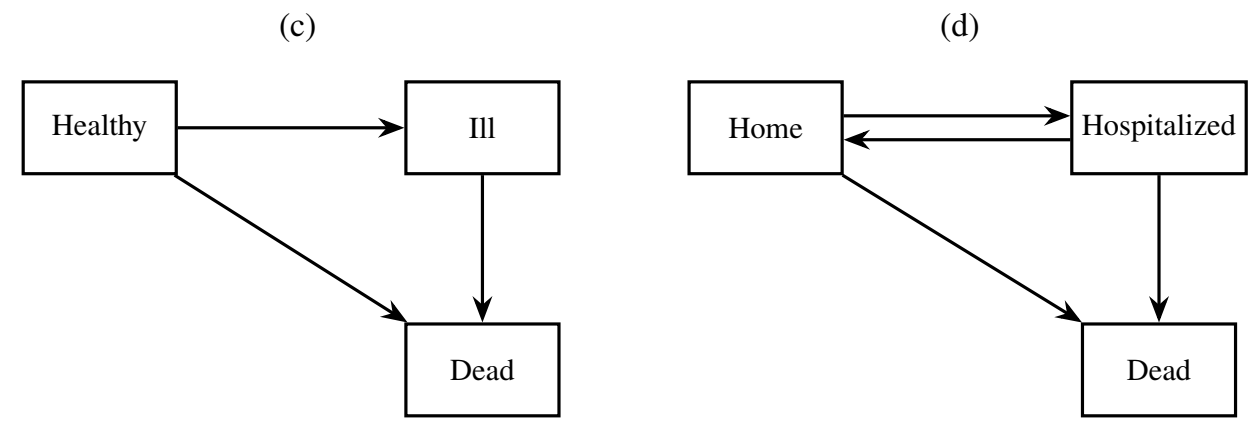 (c)
Healthy
Ill
Dead
(d)
Home
Hospitalized
Dead